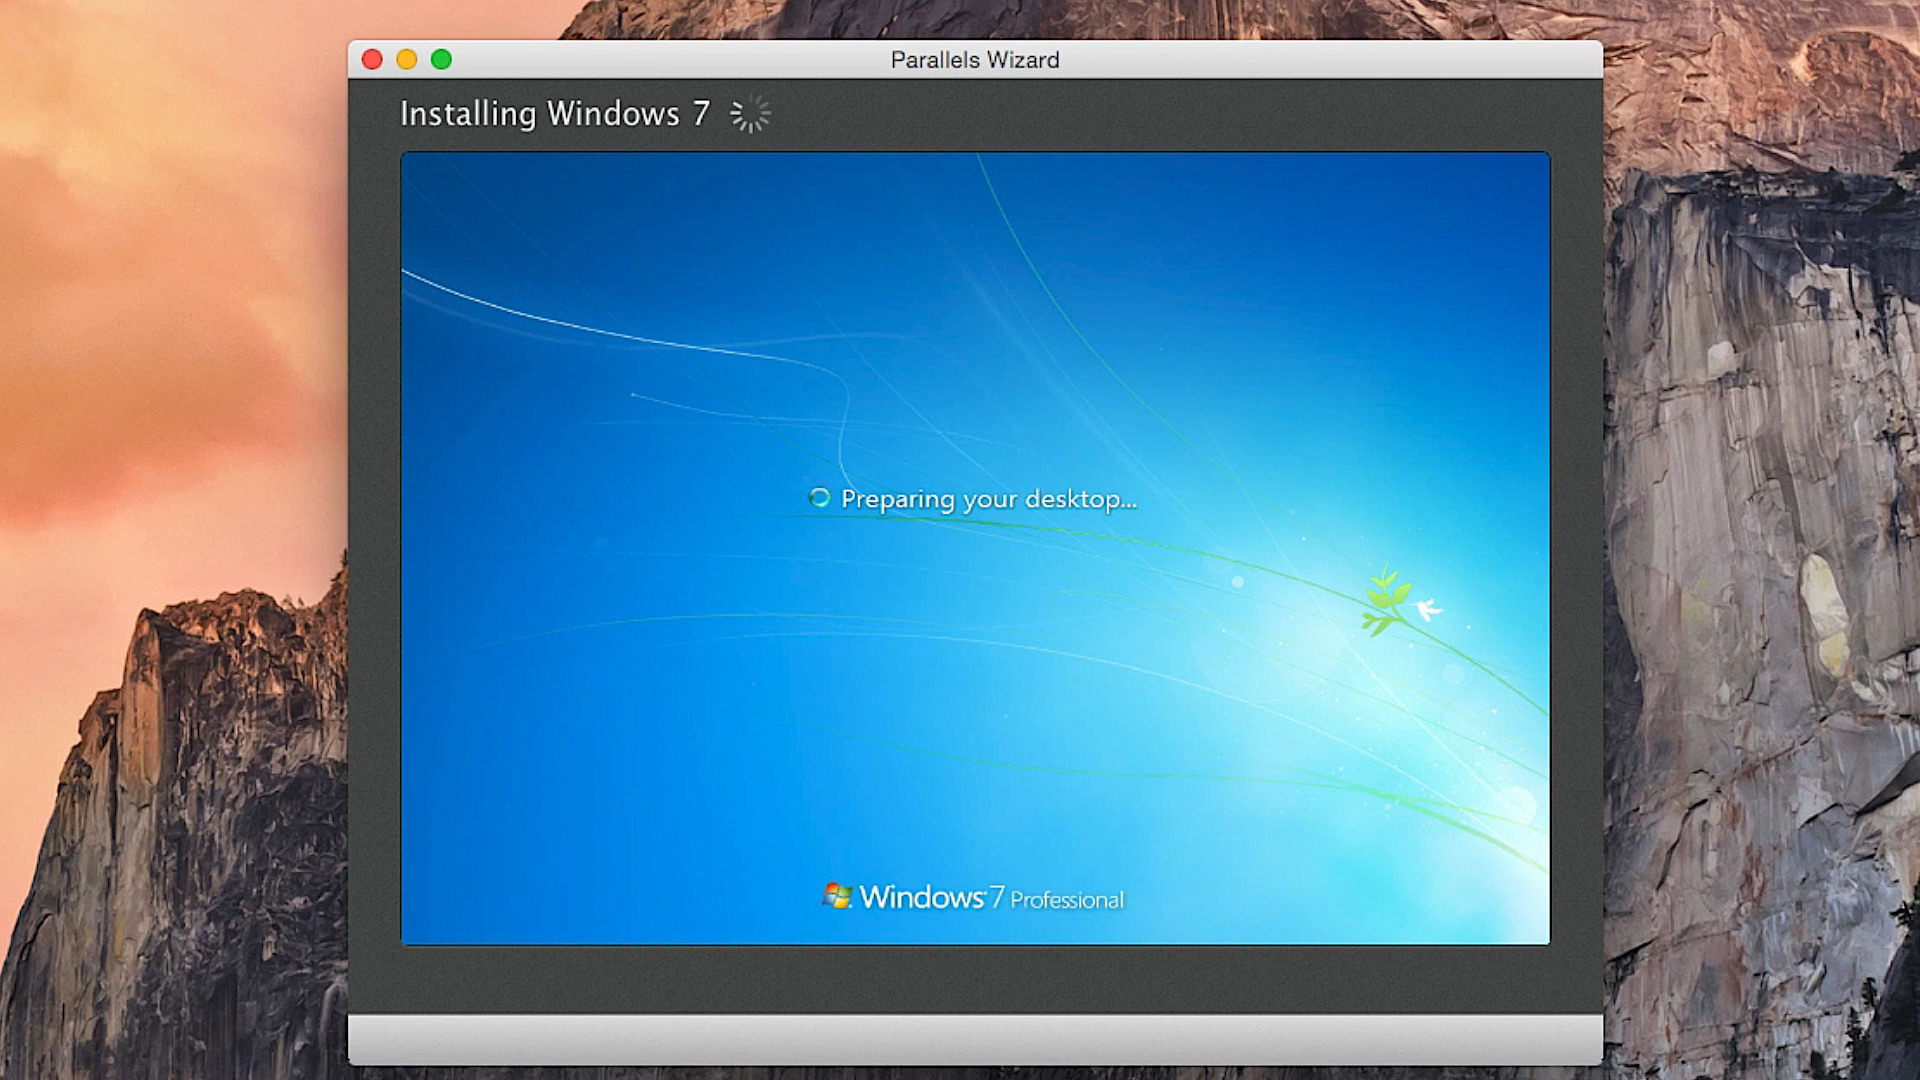 Parallels Wizard
Installing Windows 7
Preparing your desktop...
Windows 7 Professional